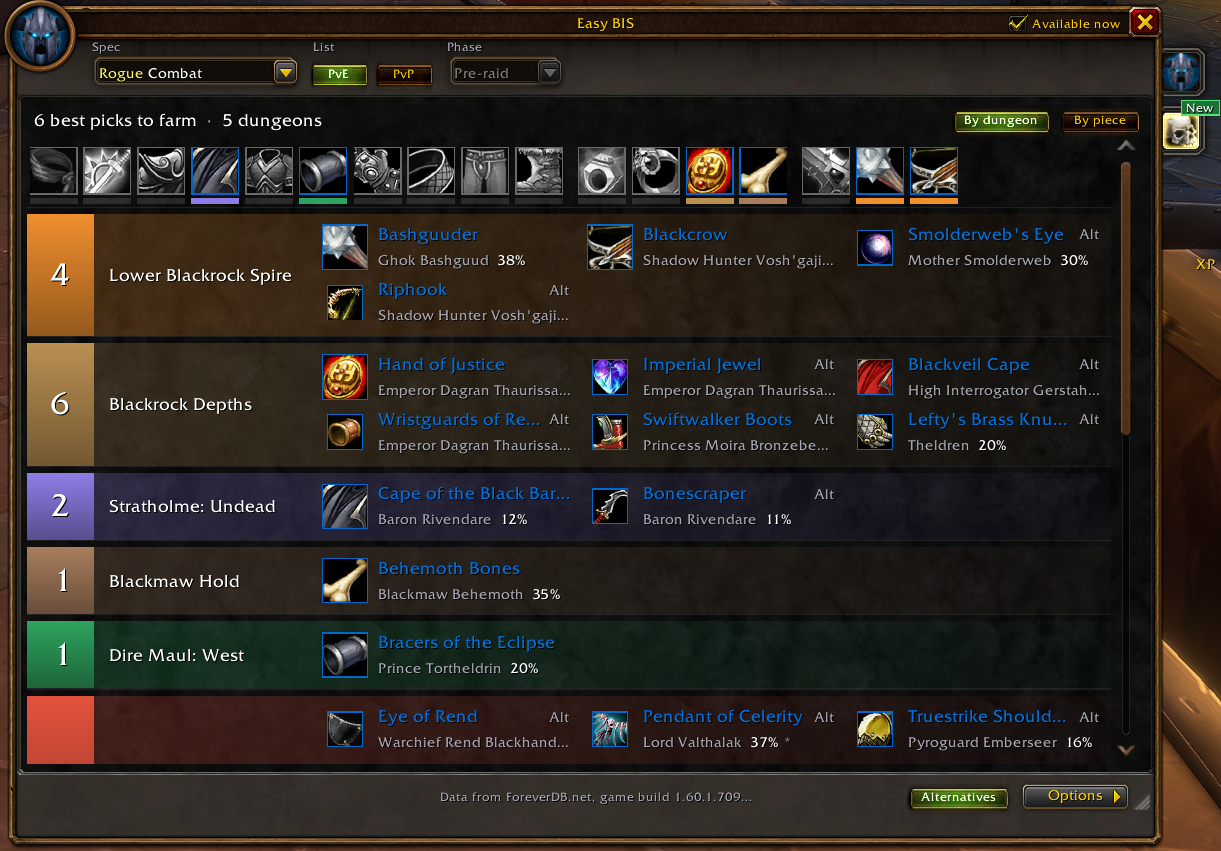 Easy BIS
Available now
Spec
List
Phase
Rogue Combat
PvE
PvP
Pre-raid
New
6 best picks to farm · 5 dungeons
By dungeon
By piece
XP
4
Lower Blackrock Spire
Bashguuder
Ghok Bashguud 38%
Blackcrow
Shadow Hunter Vosh'gaji...
Smolderweb's Eye Alt
Mother Smolderweb 30%
Riphook Alt
Shadow Hunter Vosh'gaji...
6
Blackrock Depths
Hand of Justice
Emperor Dagran Thaurissa...
Imperial Jewel Alt
Emperor Dagran Thaurissa...
Blackveil Cape Alt
High Interrogator Gerstah...
Wristguards of Re... Alt
Emperor Dagran Thaurissa...
Swiftwalker Boots Alt
Princess Moira Bronzebe...
Lefty's Brass Knu... Alt
Theldren 20%
2
Stratholme: Undead
Cape of the Black Bar...
Baron Rivendare 12%
Bonescraper Alt
Baron Rivendare 11%
1
Blackmaw Hold
Behemoth Bones
Blackmaw Behemoth 35%
1
Dire Maul: West
Bracers of the Eclipse
Prince Tortheldrin 20%
Eye of Rend Alt
Warchief Rend Blackhand...
Pendant of Celerity Alt
Lord Valthalak 37% *
Truestrike Should... Alt
Pyroguard Emberseer 16%
Data from ForeverDB.net, game build 1.60.1.709...
Alternatives
Options